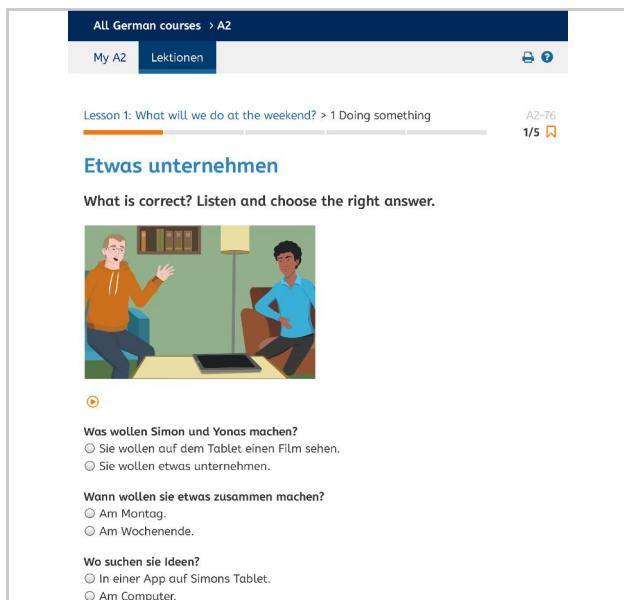 All German courses > A2
My A2 Lektionen
Lesson 1: What will we do at the weekend? > 1 Doing something
A2-76
1/5
Etwas unternehmen
What is correct? Listen and choose the right answer.
Was wollen Simon und Yonas machen?
Sie wollen auf dem Tablet einen Film sehen.
Sie wollen etwas unternehmen.
Wann wollen sie etwas zusammen machen?
Am Montag.
Am Wochenende.
Wo suchen sie Ideen?
In einer App auf Simons Tablet.
Am Computer.